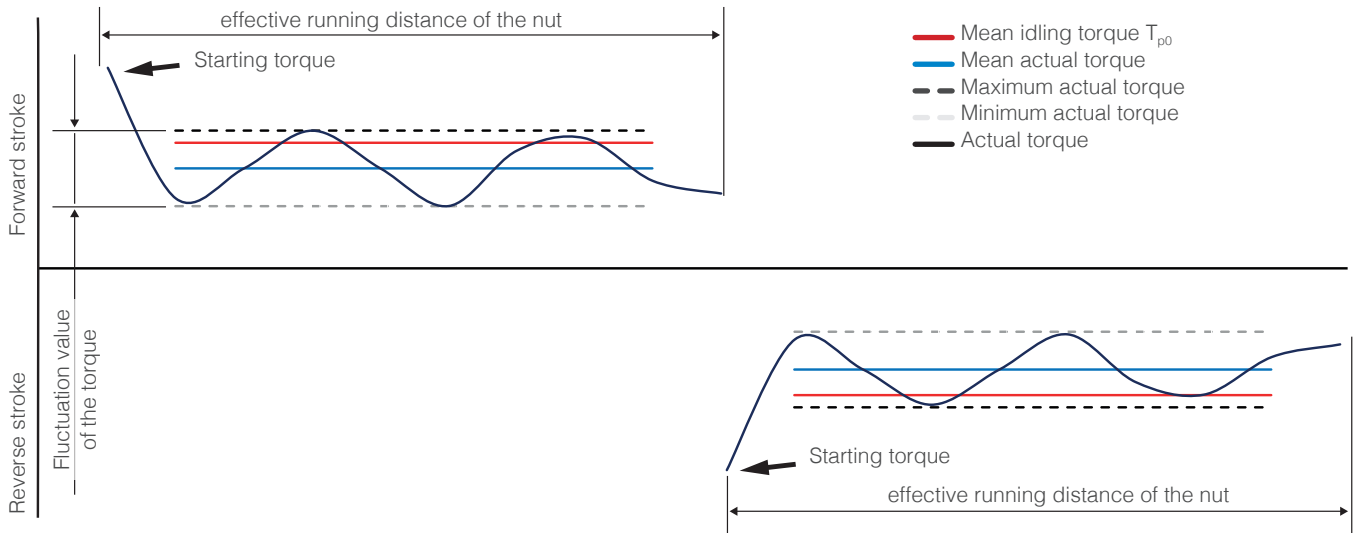 effective running distance of the nut
Starting torque
Mean idling torque Tp0
Mean actual torque
Maximum actual torque
Minimum actual torque
Actual torque
Forward stroke
Reverse stroke
Fluctuation value
of the torque
Starting torque
effective running distance of the nut